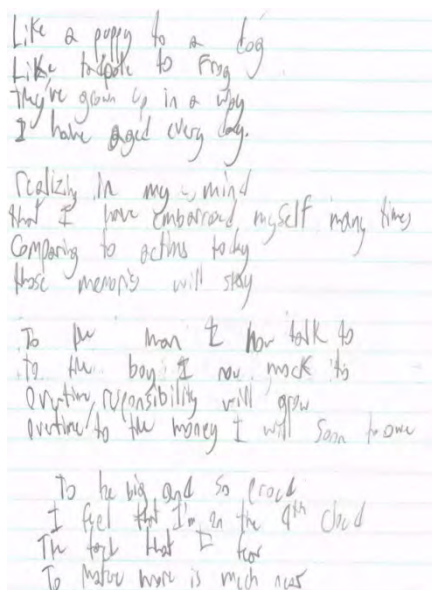 Like a puppy to a dog
Like tadpole to Frog
They've grown up in a way
I have aged every day.
realizing in my mind
that I have embarrased myself many times
Comparing to actions today
those memories will stay
To the man I now talk to
to the boy I now mock to
overtime responsibility will grow
overtime to the money I will soon to owe
To be big and so proud
I feel that I'm on the 9th cloud
The fact that I fear
To mature more is much near